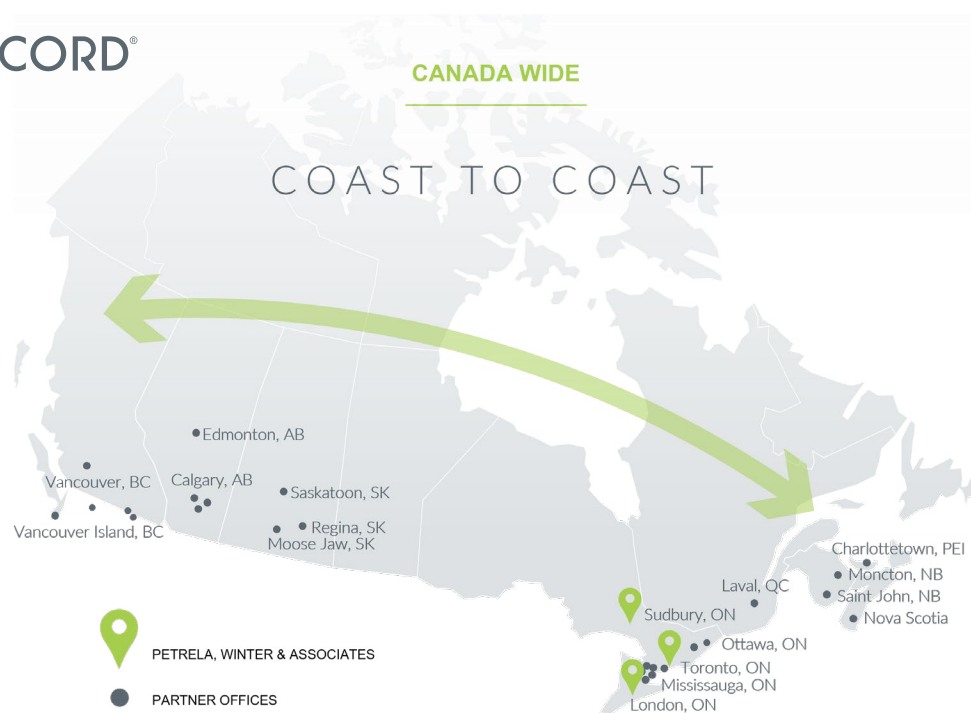 CORD®
CANADA WIDE
COAST TO COAST
Edmonton, AB
Vancouver, BC
Calgary, AB
Saskatoon, SK
Vancouver Island, BC
Regina, SK
Moose Jaw, SK
Charlottetown, PEI
Moncton, NB
Laval, QC
Saint John, NB
Sudbury, ON
Nova Scotia
Ottawa, ON
Toronto, ON
Mississauga, ON
London, ON
PETRELA, WINTER & ASSOCIATES
PARTNER OFFICES